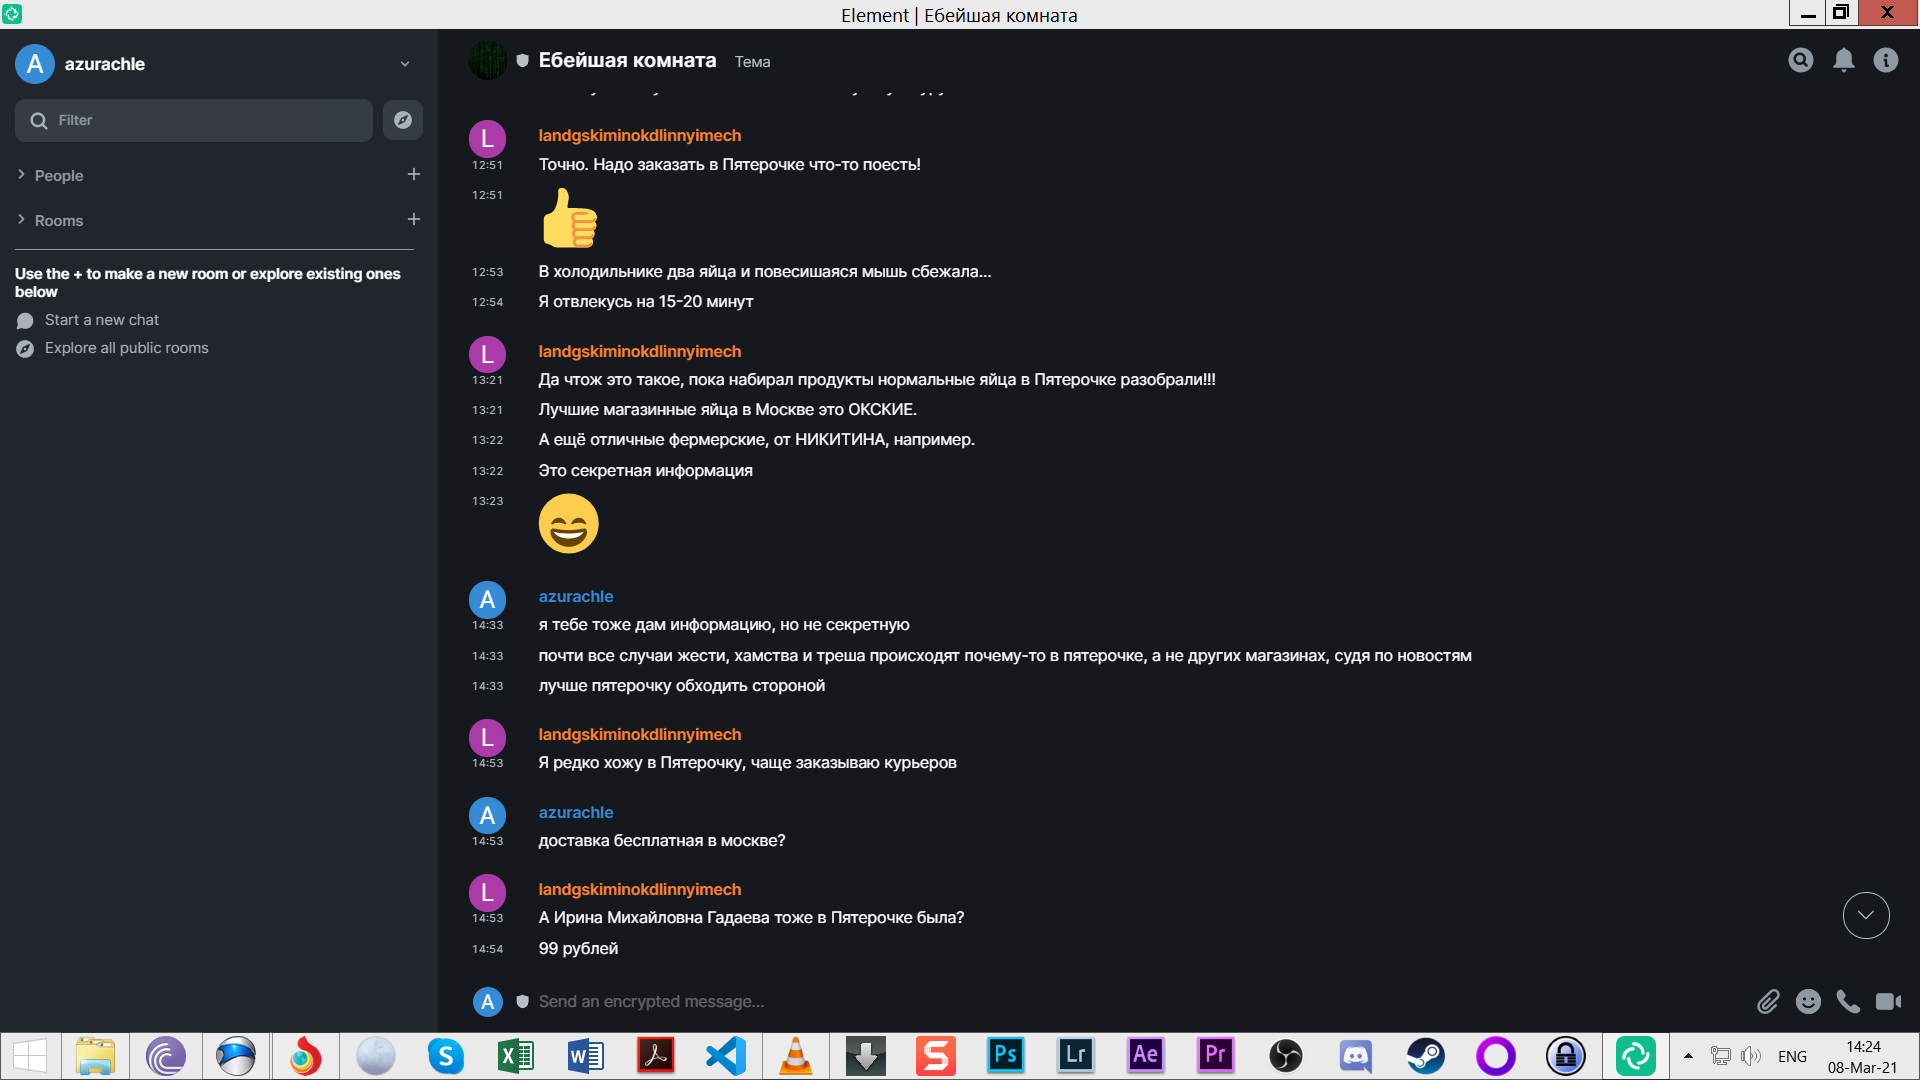 Element | Ебейшая комната
A azurachle
Filter
People
Rooms
Use the + to make a new room or explore existing ones
below
Start a new chat
Explore all public rooms
Ебейшая комната Тема
L landgskiminokdlinnyimech
12:51 Точно. Надо заказать в Пятерочке что-то поесть!
12:51
12:53 В холодильнике два яйца и повесишаяся мышь сбежала...
12:54 Я отвлекусь на 15-20 минут
L landgskiminokdlinnyimech
13:21 Да чтож это такое, пока набирал продукты нормальные яйца в Пятерочке разобрали!!!
13:21 Лучшие магазинные яйца в Москве это ОКСКИЕ.
13:22 А ещё отличные фермерские, от НИКИТИНА, например.
13:22 Это секретная информация
13:23
A azurachle
14:33 я тебе тоже дам информацию, но не секретную
14:33 почти все случаи жести, хамства и треша происходят почему-то в пятерочке, а не других магазинах, судя по новостям
14:33 лучше пятерочку обходить стороной
L landgskiminokdlinnyimech
14:53 Я редко хожу в Пятерочку, чаще заказываю курьеров
A azurachle
14:53 доставка бесплатная в москве?
L landgskiminokdlinnyimech
14:53 А Ирина Михайловна Гадаева тоже в Пятерочке была?
14:54 99 рублей
A Send an encrypted message...
Ps Lr Ae Pr
ENG
14:24
08-Mar-21